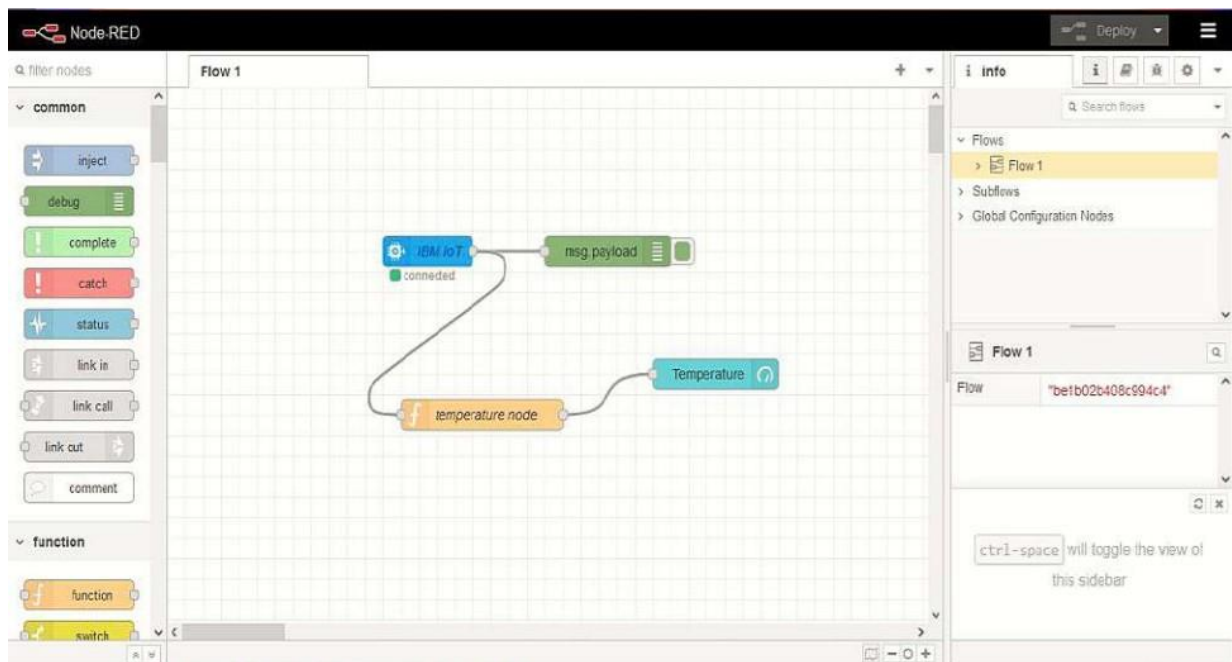 Node-RED
Deploy
filter nodes
Flow 1
info
i
common
Search flows
inject
Flows
Flow 1
debug
Subflows
complete
Global Configuration Nodes
IBM IoT
msg.payload
catch
conneded
status
link in
Flow 1
Temperature
Flow
"be1b02b408c994c4"
link call
temperature node
link out
comment
function
ctrl-space will toggle the view of
this sidebar
function
switch